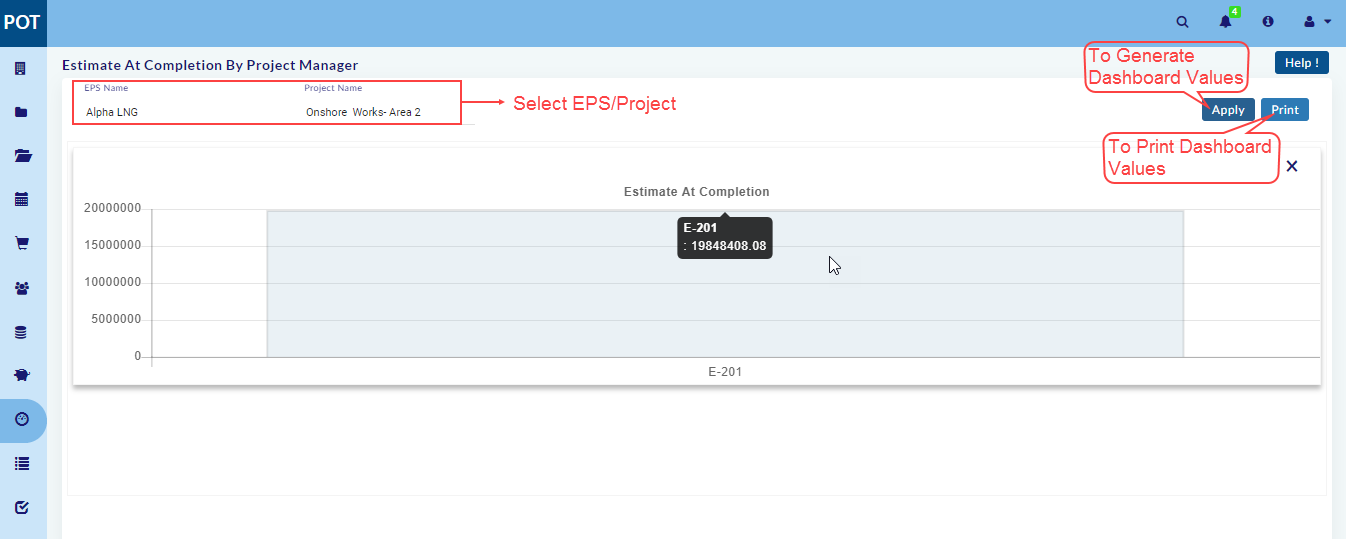 POT
4
Estimate At Completion By Project Manager
Help !
EPS Name
Project Name
Alpha LNG
Onshore Works- Area 2
Select EPS/Project
To Generate
Dashboard Values
Apply
Print
To Print Dashboard
Values
Estimate At Completion
20000000
15000000
10000000
5000000
0
E-201
: 19848408.08
E-201